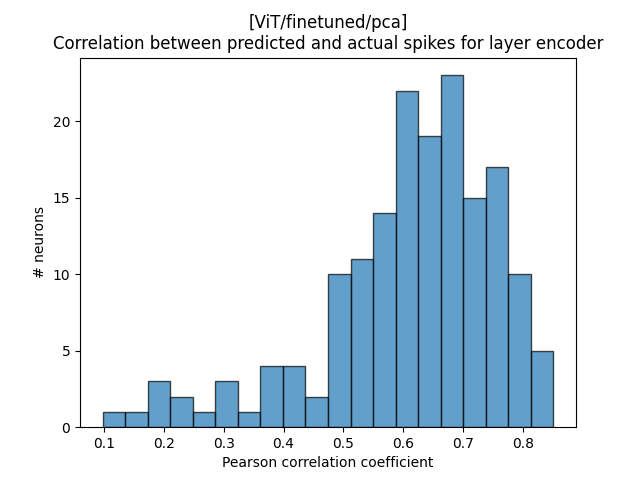 [ViT/finetuned/pca]
Correlation between predicted and actual spikes for layer encoder
# neurons
20
15
10
5
0
0.1 0.2 0.3 0.4 0.5 0.6 0.7 0.8
Pearson correlation coefficient